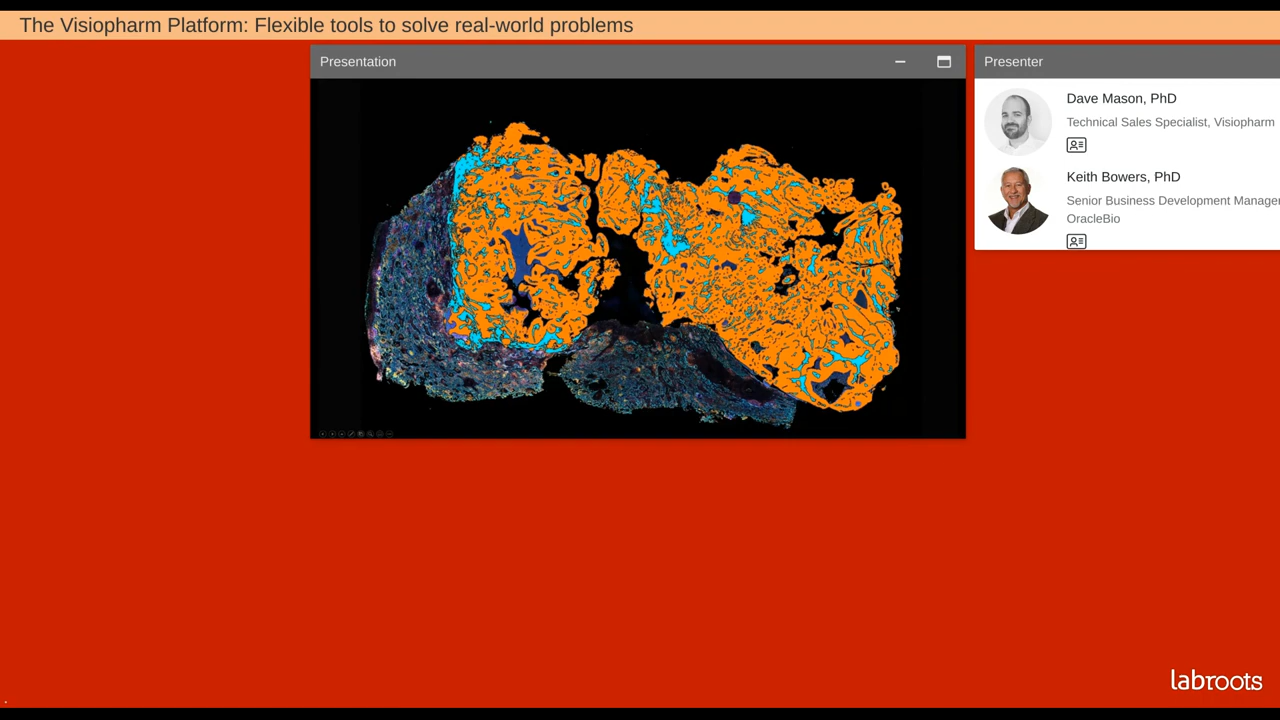 The Visiopharm Platform: Flexible tools to solve real-world problems
Presentation
Presenter
Dave Mason, PhD
Technical Sales Specialist, Visiopharm
Keith Bowers, PhD
Senior Business Development Manager
OracleBio
labroots